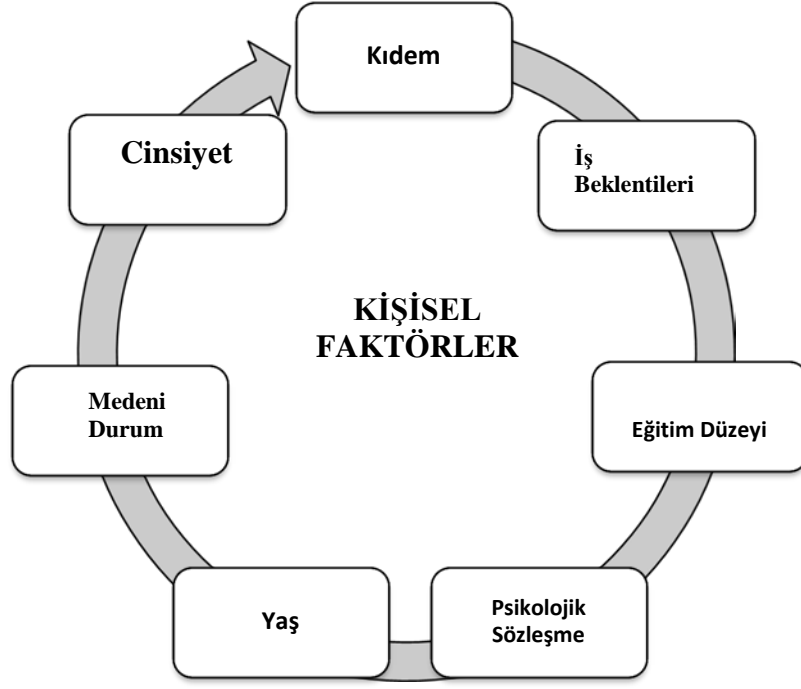 Kıdem
İş
Beklentileri
Eğitim Düzeyi
Psikolojik
Sözleşme
Yaş
Medeni
Durum
Cinsiyet
KİŞİSEL
FAKTÖRLER